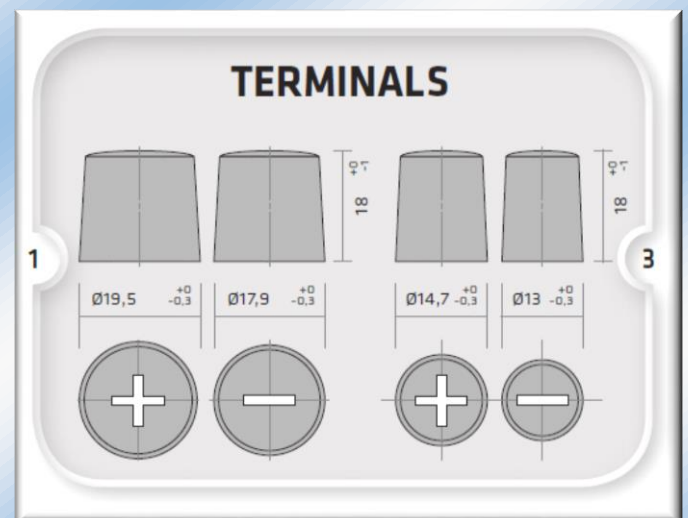 TERMINALS
18 +0 -1
18 +0 -1
1
3
Ø19,5 +0 -0,3
Ø17,9 +0 -0,3
Ø14,7 +0 -0,3
Ø13 +0 -0,3
+
−
+
−